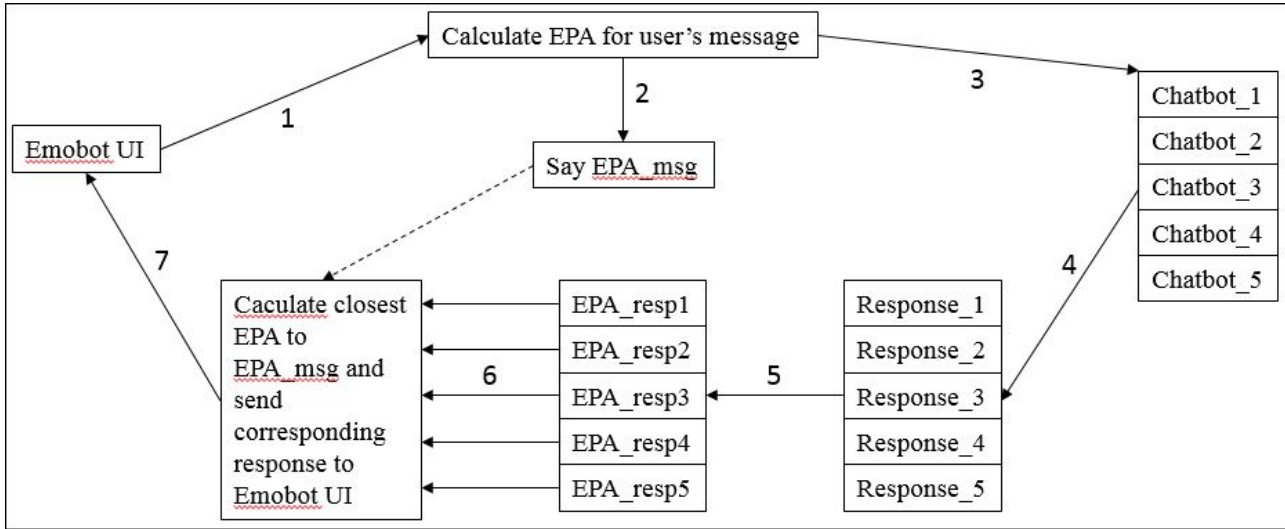 Calculate EPA for user’s message
1
2
3
Emobot UI
Say EPA_msg
Chatbot_1
Chatbot_2
Chatbot_3
Chatbot_4
Chatbot_5
4
Response_1
Response_2
Response_3
Response_4
Response_5
5
EPA_resp1
EPA_resp2
EPA_resp3
EPA_resp4
EPA_resp5
6
Caculate closest
EPA to
EPA_msg and
send
corresponding
response to
Emobot UI
7